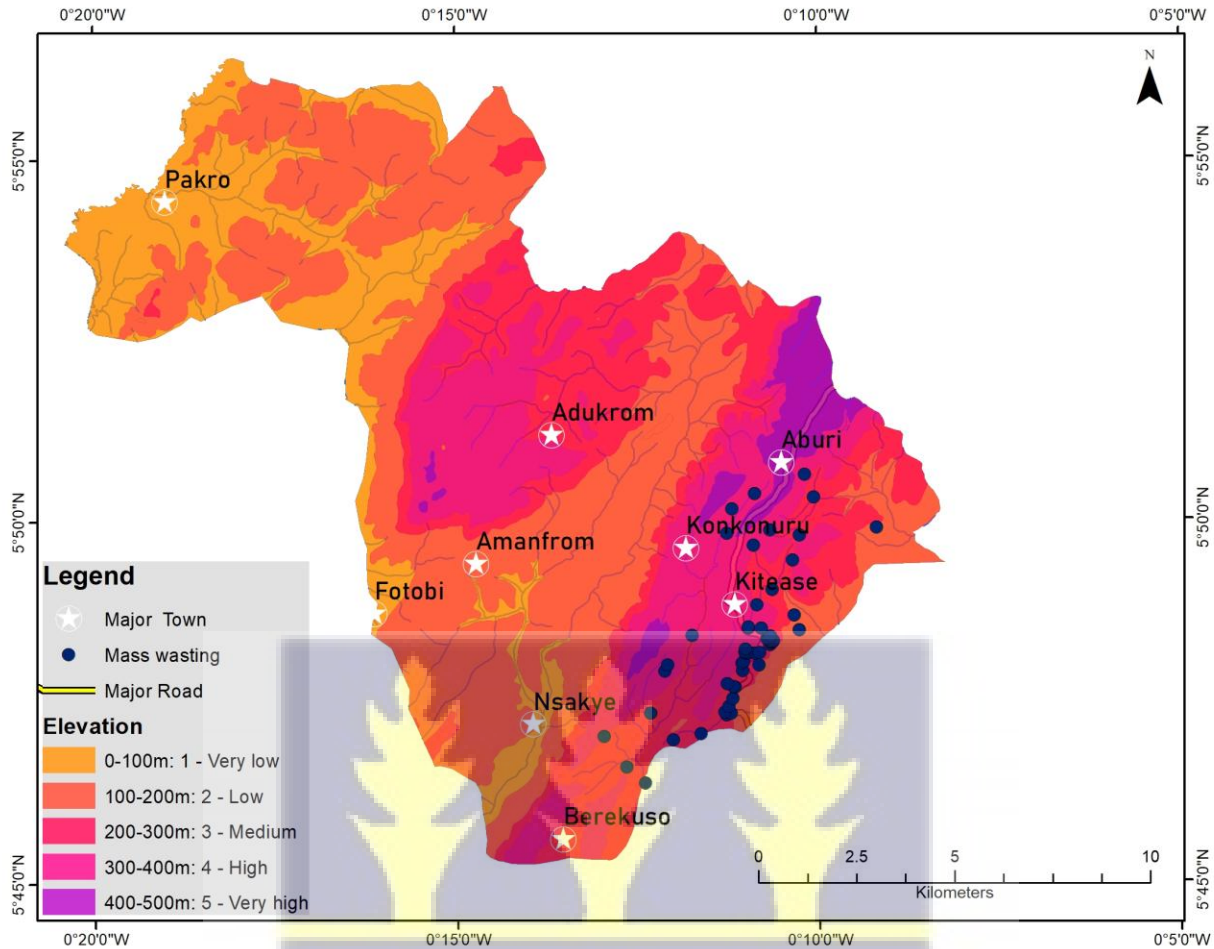 0°20'0"W 0°15'0"W 0°10'0"W 0°5'0"W
N
5°55'0"N 5°55'0"N
Pakro
Adukrom
Aburi
5°50'0"N 5°50'0"N
Konkonuru
Amanfrom
Kitease
Fotobi
Legend
Major Town
Mass wasting
Major Road
Nsakye
Elevation
0-100m: 1 - Very low
100-200m: 2 - Low
200-300m: 3 - Medium
300-400m: 4 - High
400-500m: 5 - Very high
Berekuso
0 2.5 5 10
Kilometers
5°45'0"N 5°45'0"N
0°20'0"W 0°15'0"W 0°10'0"W 0°5'0"W